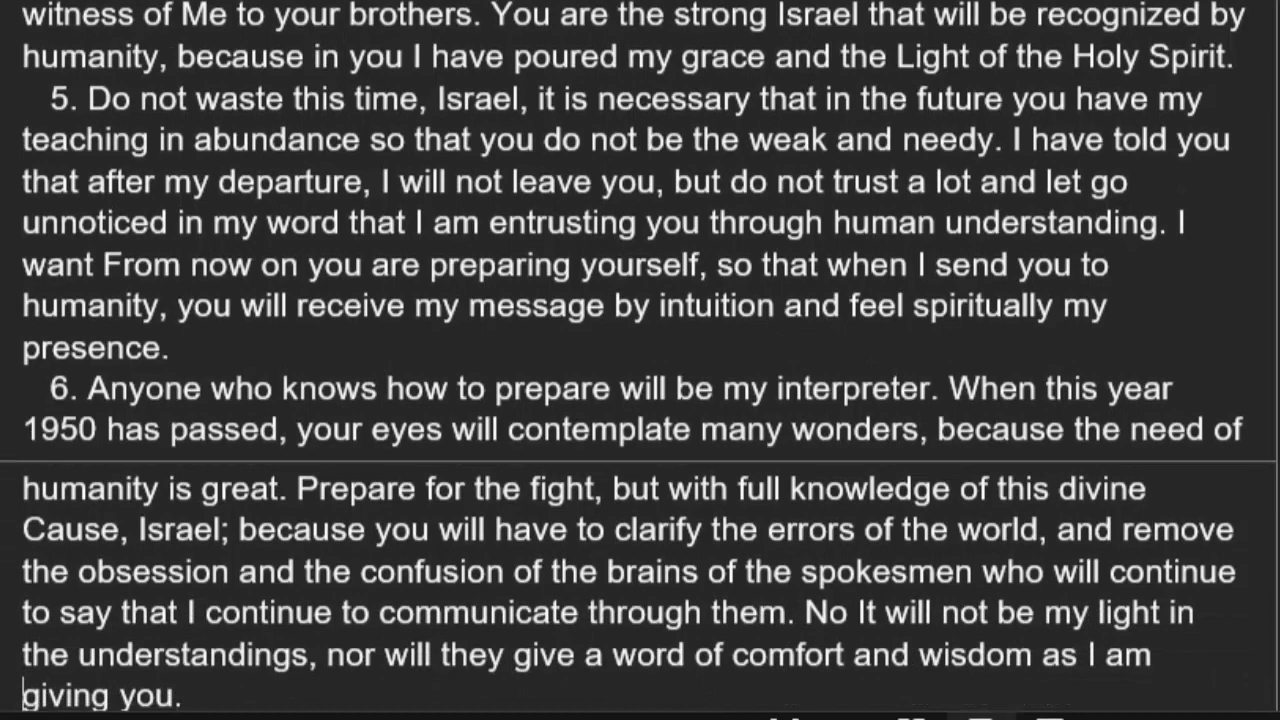 witness of Me to your brothers. You are the strong Israel that will be recognized by
humanity, because in you I have poured my grace and the Light of the Holy Spirit.
5. Do not waste this time, Israel, it is necessary that in the future you have my
teaching in abundance so that you do not be the weak and needy. I have told you
that after my departure, I will not leave you, but do not trust a lot and let go
unnoticed in my word that I am entrusting you through human understanding. I
want From now on you are preparing yourself, so that when I send you to
humanity, you will receive my message by intuition and feel spiritually my
presence.
6. Anyone who knows how to prepare will be my interpreter. When this year
1950 has passed, your eyes will contemplate many wonders, because the need of
humanity is great. Prepare for the fight, but with full knowledge of this divine
Cause, Israel; because you will have to clarify the errors of the world, and remove
the obsession and the confusion of the brains of the spokesmen who will continue
to say that I continue to communicate through them. No It will not be my light in
the understandings, nor will they give a word of comfort and wisdom as I am
giving you.